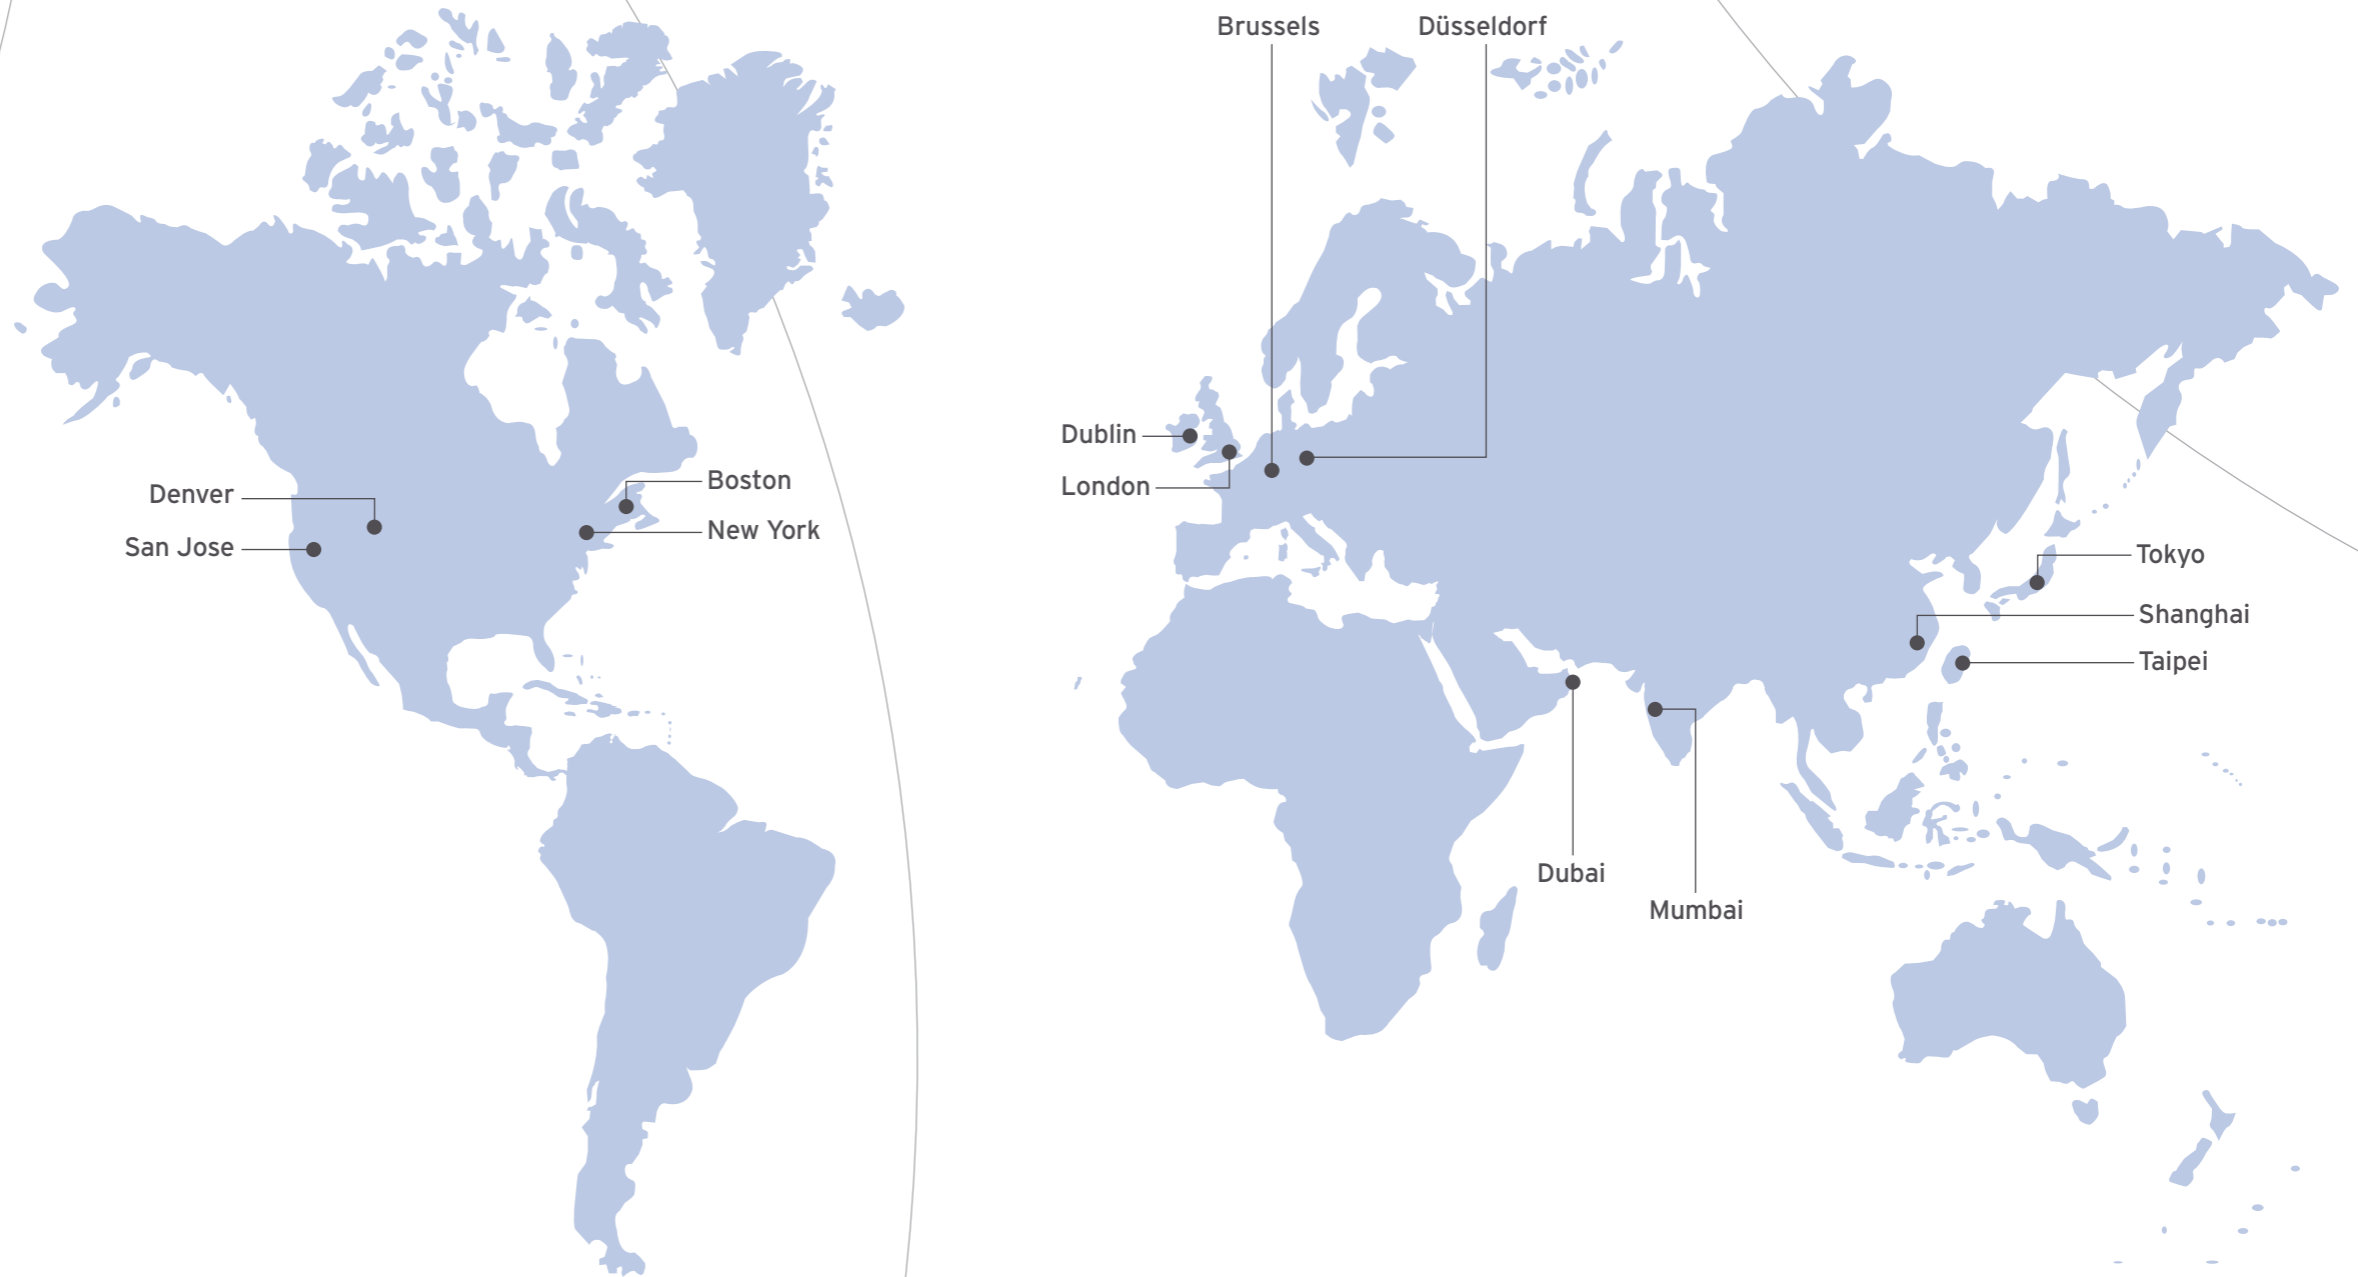 Brussels
Düsseldorf
Dublin
London
Denver
San Jose
Boston
New York
Tokyo
Shanghai
Taipei
Dubai
Mumbai